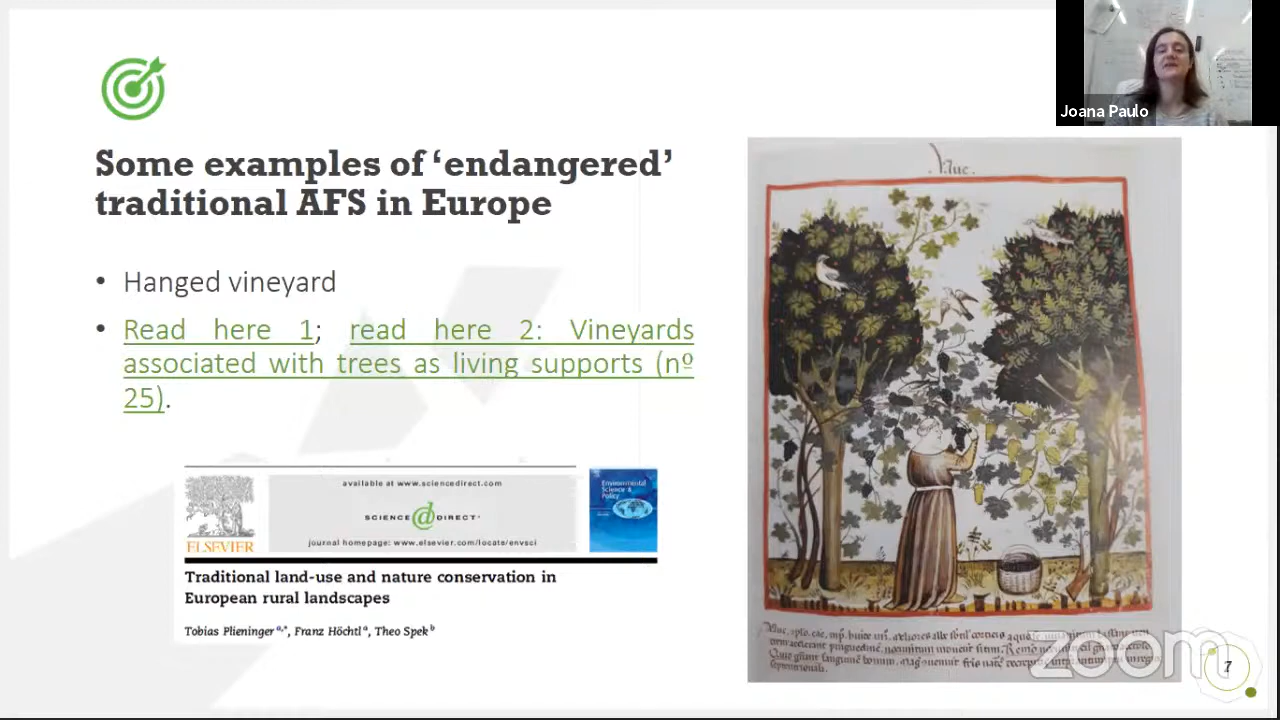 Joana Paulo
Some examples of ‘endangered’
traditional AFS in Europe
• Hanged vineyard
• Read here 1; read here 2: Vineyards
associated with trees as living supports (nº
25).
available at www.sciencedirect.com
SCIENCE DIRECT®
journal homepage: www.elsevier.com/locate/envsci
ELSEVIER
Environmental
Science &
Policy
Traditional land-use and nature conservation in
European rural landscapes
Tobias Plieninger a,*, Franz Höchtl a, Theo Spek b
zoom
7